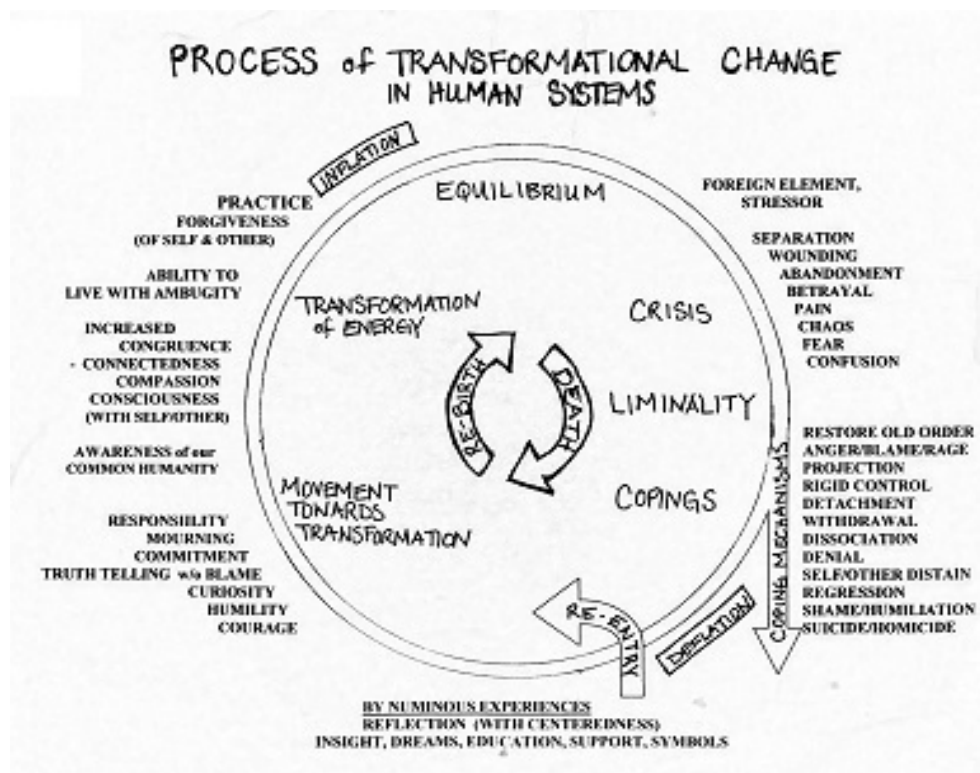 PROCESS of TRANSFORMATIONAL CHANGE
IN HUMAN SYSTEMS
INFLATION
EQUILIBRIUM
FOREIGN ELEMENT,
STRESSOR
PRACTICE
FORGIVENESS
(OF SELF & OTHER)
SEPARATION
WOUNDING
ABANDONMENT
BETRAYAL
PAIN
CHAOS
FEAR
CONFUSION
ABILITY TO
LIVE WITH AMBUGITY
TRANSFORMATION
of ENERGY
CRISIS
INCREASED
CONGRUENCE
- CONNECTEDNESS
COMPASSION
CONSCIOUSNESS
(WITH SELF/OTHER)
RE-BIRTH
DEATH
LIMINALITY
AWARENESS of our
COMMON HUMANITY
COPING MECHANISMS
RESTORE OLD ORDER
ANGER/BLAME/RAGE
PROJECTION
RIGID CONTROL
DETACHMENT
WITHDRAWAL
DISSOCIATION
DENIAL
SELF/OTHER DISTAIN
REGRESSION
SHAME/HUMILIATION
SUICIDE/HOMICIDE
MOVEMENT
TOWARDS
TRANSFORMATION
COPINGS
RESPONSIILITY
MOURNING
COMMITMENT
TRUTH TELLING w/o BLAME
CURIOSITY
HUMILITY
COURAGE
RE-ENTRY
DEFLATION
BY NUMINOUS EXPERIENCES
REFLECTION (WITH CENTEREDNESS)
INSIGHT, DREAMS, EDUCATION, SUPPORT, SYMBOLS